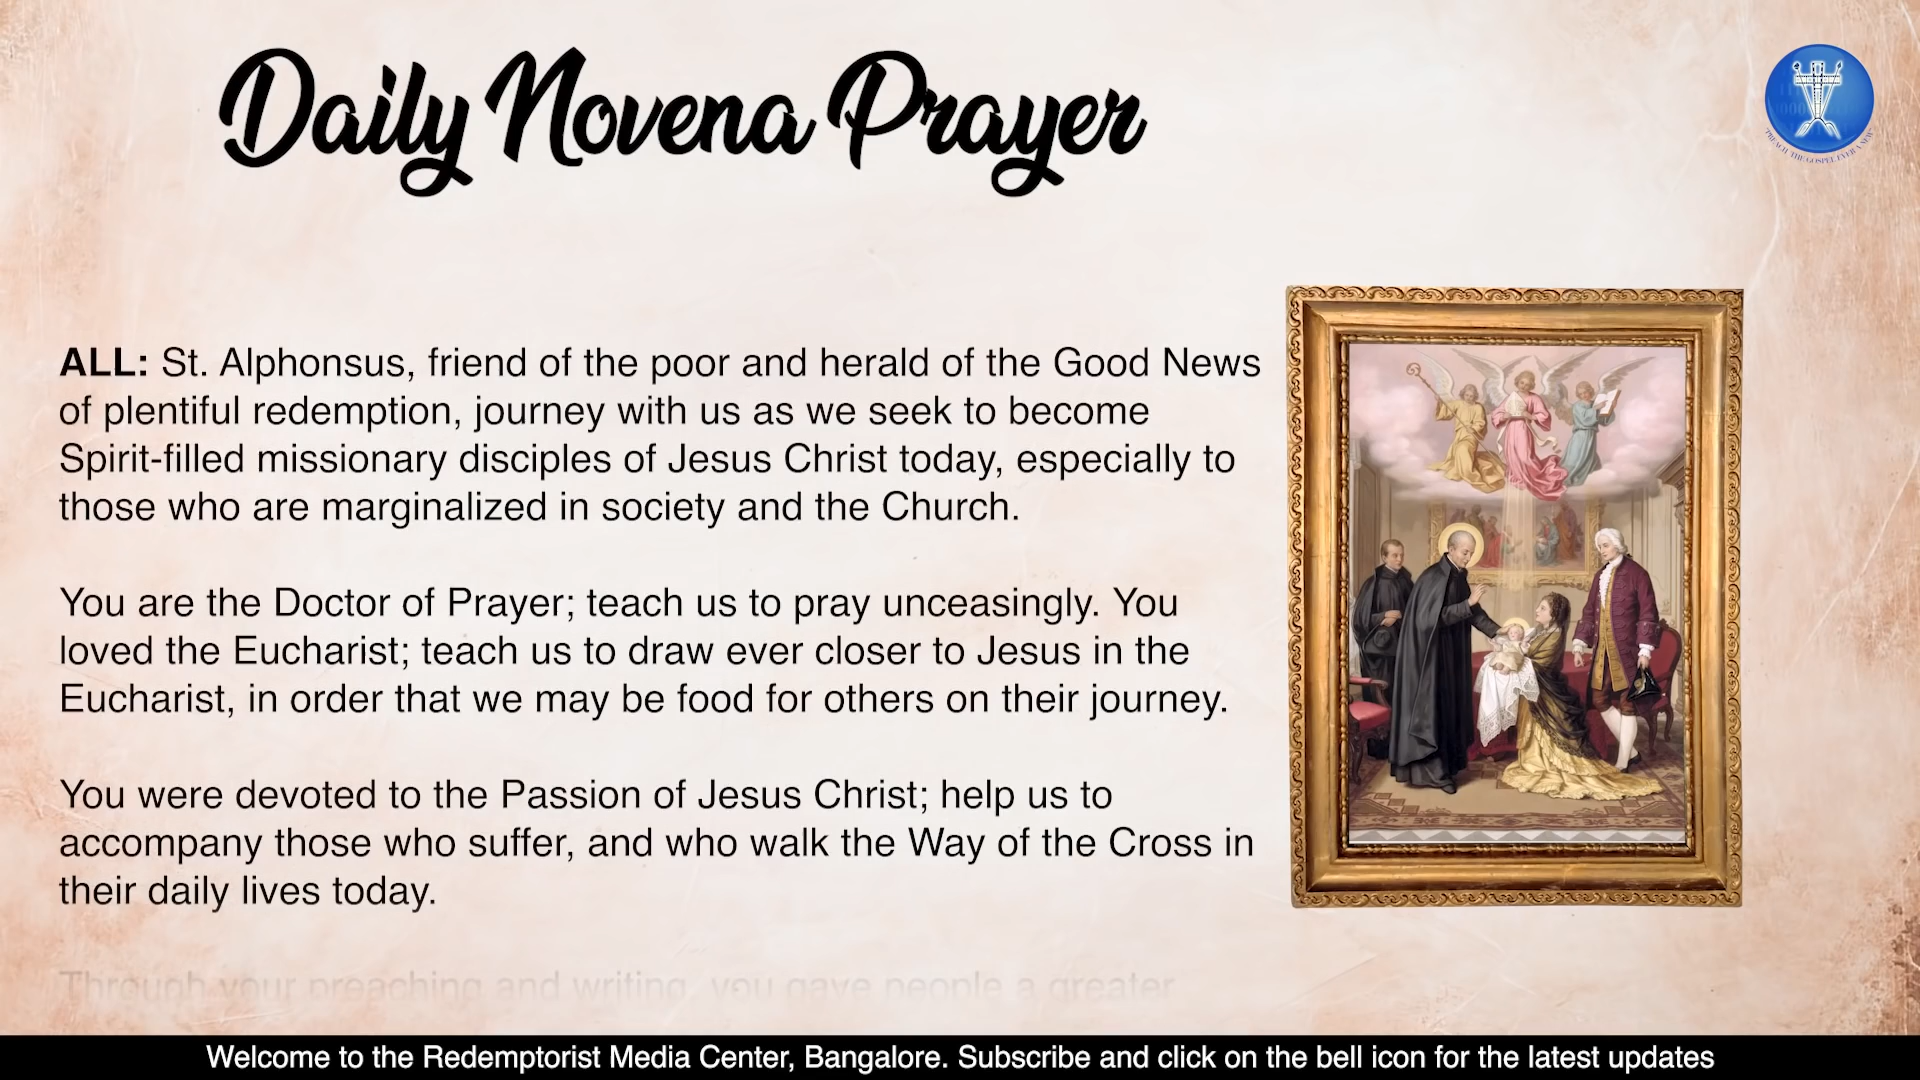 Daily Novena Prayer
PREACH THE GOSPEL EVER A NEW
ALL: St. Alphonsus, friend of the poor and herald of the Good News
of plentiful redemption, journey with us as we seek to become
Spirit-filled missionary disciples of Jesus Christ today, especially to
those who are marginalized in society and the Church.
You are the Doctor of Prayer; teach us to pray unceasingly. You
loved the Eucharist; teach us to draw ever closer to Jesus in the
Eucharist, in order that we may be food for others on their journey.
You were devoted to the Passion of Jesus Christ; help us to
accompany those who suffer, and who walk the Way of the Cross in
their daily lives today.
Through your preaching and writing, you gave people a greater
Welcome to the Redemptorist Media Center, Bangalore. Subscribe and click on the bell icon for the latest updates